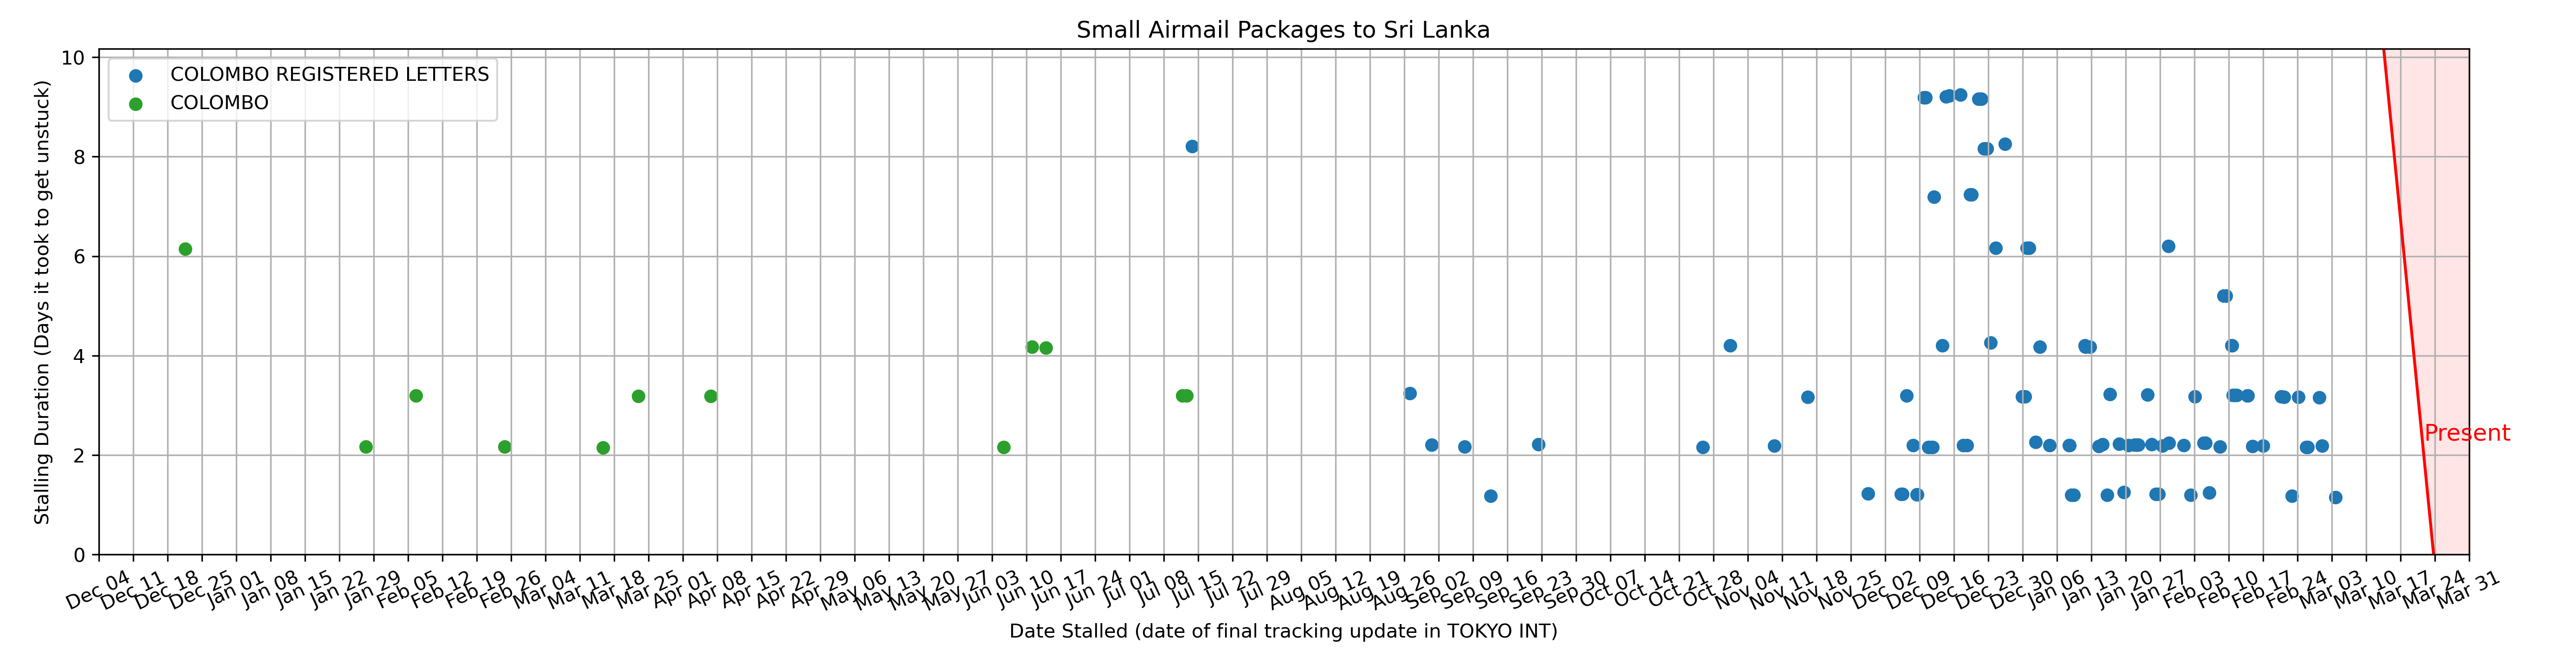 Small Airmail Packages to Sri Lanka
COLOMBO REGISTERED LETTERS
COLOMBO
Stalling Duration (Days it took to get unstuck)
10
8
6
4
2
0
Present
Dec 04 Dec 11 Dec 18 Dec 25 Jan 01 Jan 08 Jan 15 Jan 22 Jan 29 Feb 05 Feb 12 Feb 19 Feb 26 Mar 04 Mar 11 Mar 18 Mar 25 Apr 01 Apr 08 Apr 15 Apr 22 Apr 29 May 06 May 13 May 20 May 27 Jun 03 Jun 10 Jun 17 Jun 24 Jul 01 Jul 08 Jul 15 Jul 22 Jul 29 Aug 05 Aug 12 Aug 19 Aug 26 Sep 02 Sep 09 Sep 16 Sep 23 Sep 30 Oct 07 Oct 14 Oct 21 Oct 28 Nov 04 Nov 11 Nov 18 Nov 25 Dec 02 Dec 09 Dec 16 Dec 23 Dec 30 Jan 06 Jan 13 Jan 20 Jan 27 Feb 03 Feb 10 Feb 17 Feb 24 Mar 03 Mar 10 Mar 17 Mar 24 Mar 31
Date Stalled (date of final tracking update in TOKYO INT)